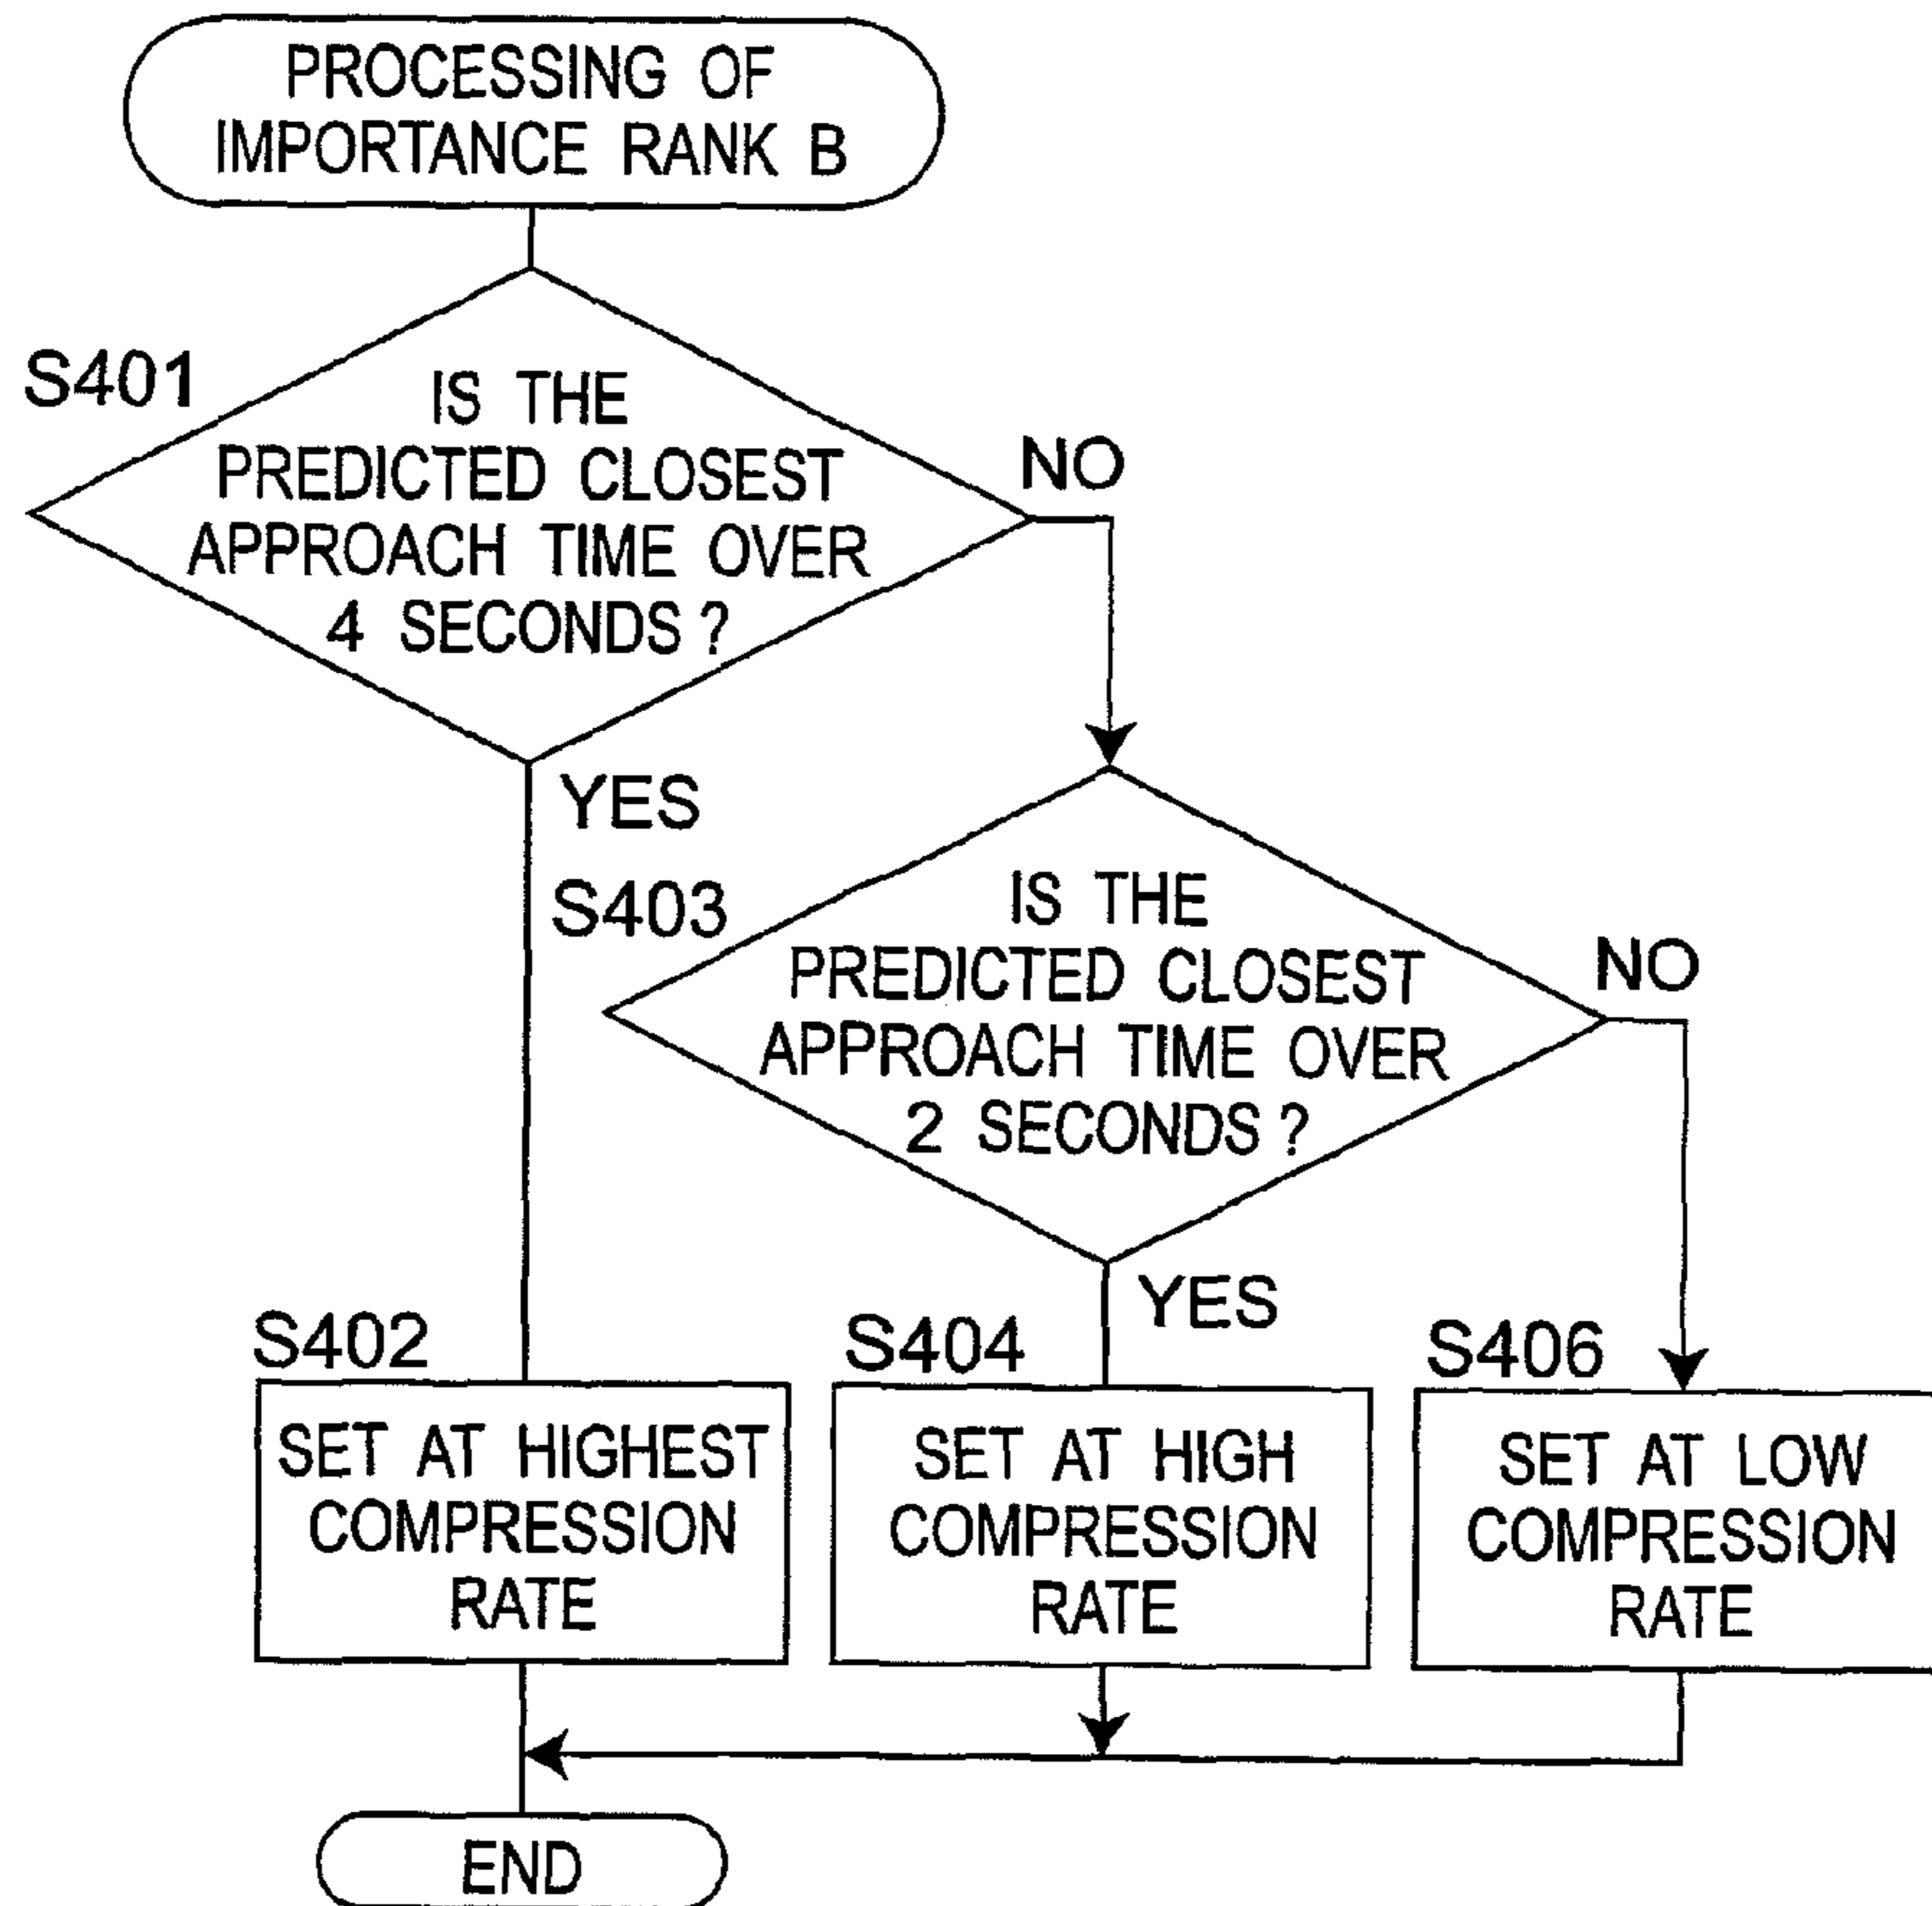 PROCESSING OF
IMPORTANCE RANK B
S401
IS THE
PREDICTED CLOSEST
APPROACH TIME OVER
4 SECONDS?
NO
YES
S403
IS THE
PREDICTED CLOSEST
APPROACH TIME OVER
2 SECONDS?
NO
YES
S402
SET AT HIGHEST
COMPRESSION
RATE
S404
SET AT HIGH
COMPRESSION
RATE
S406
SET AT LOW
COMPRESSION
RATE
END